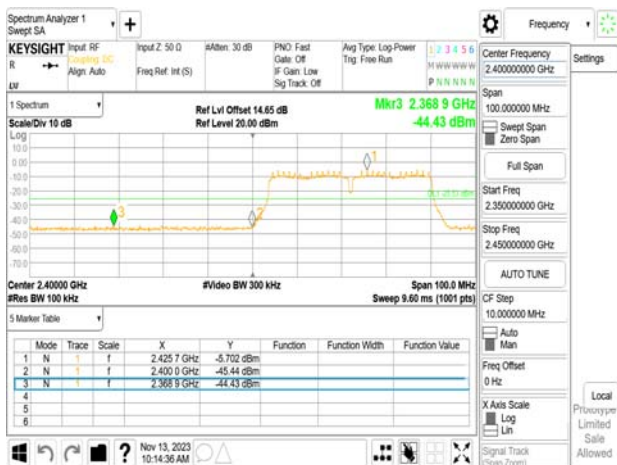 Spectrum Analyzer 1
Swept SA
Frequency
KEYSIGHT
Input: RF
Coupling: DC
Align: Auto
Input Z: 50 Ω
Freq Ref: Int (S)
#Atten: 30 dB
PNO: Fast
Gate: Off
IF Gain: Low
Sig Track: Off
Avg Type: Log-Power
Trig: Free Run
1 2 3 4 5 6
M W W W W W
P N N N N N
R
LM
Center Frequency
2.400000000 GHz
Settings
Span
100.000000 MHz
Swept Span
Zero Span
Full Span
Start Freq
2.350000000 GHz
Stop Freq
2.450000000 GHz
AUTO TUNE
CF Step
10.000000 MHz
Auto
Man
Freq Offset
0 Hz
X Axis Scale
Log
Lin
Signal Track
(Span Zoom)
Local
Prototype
Limited
Sale
Allowed
1 Spectrum
Scale/Div 10 dB
Ref Lvl Offset 14.65 dB
Ref Level 20.00 dBm
Mkr3 2.368 9 GHz
-44.43 dBm
Log
10.0
0.00
-10.0
-20.0
-30.0
-40.0
-50.0
-60.0
-70.0
1
2
3
Center 2.40000 GHz
#Res BW 100 kHz
#Video BW 300 kHz
Span 100.0 MHz
Sweep 9.60 ms (1001 pts)
5 Marker Table
Mode Trace Scale X Y Function Function Width Function Value
1 N 1 f 2.425 7 GHz -5.702 dBm
2 N 1 f 2.400 0 GHz -45.44 dBm
3 N 1 f 2.368 9 GHz -44.43 dBm
4
5
6
?
Nov 13, 2023
10:14:36 AM